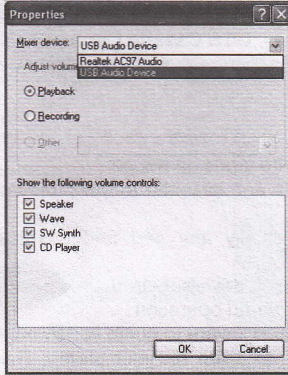 Properties
Mixer device: USB Audio Device
Realtek AC97 Audio
USB Audio Device
Adjust volume
Playback
Recording
Other
Show the following volume controls:
Speaker
Wave
SW Synth
CD Player
OK Cancel